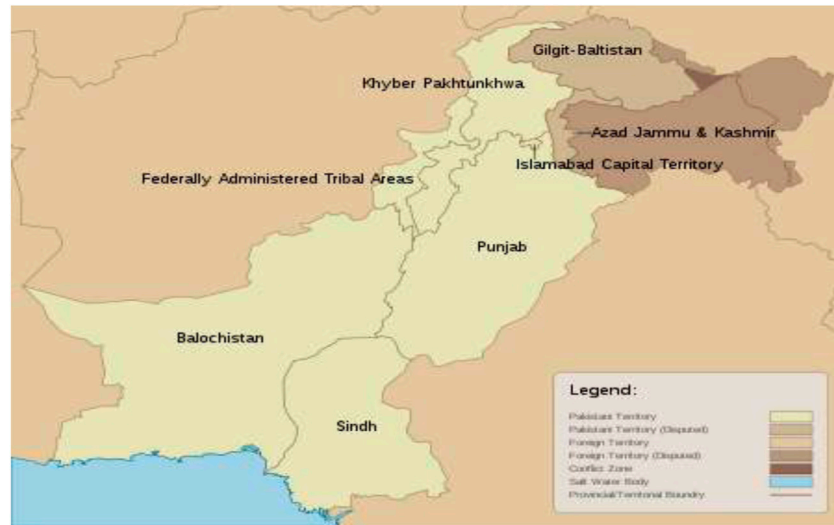 Gilgit-Baltistan
Khyber Pakhtunkhwa
Azad Jammu & Kashmir
Islamabad Capital Territory
Federally Administered Tribal Areas
Punjab
Balochistan
Sindh
Legend:
Pakistani Territory
Pakistani Territory (Disputed)
Foreign Territory
Foreign Territory (Disputed)
Conflict Zone
Salt Water Body
Provincial/Territorial Boundry